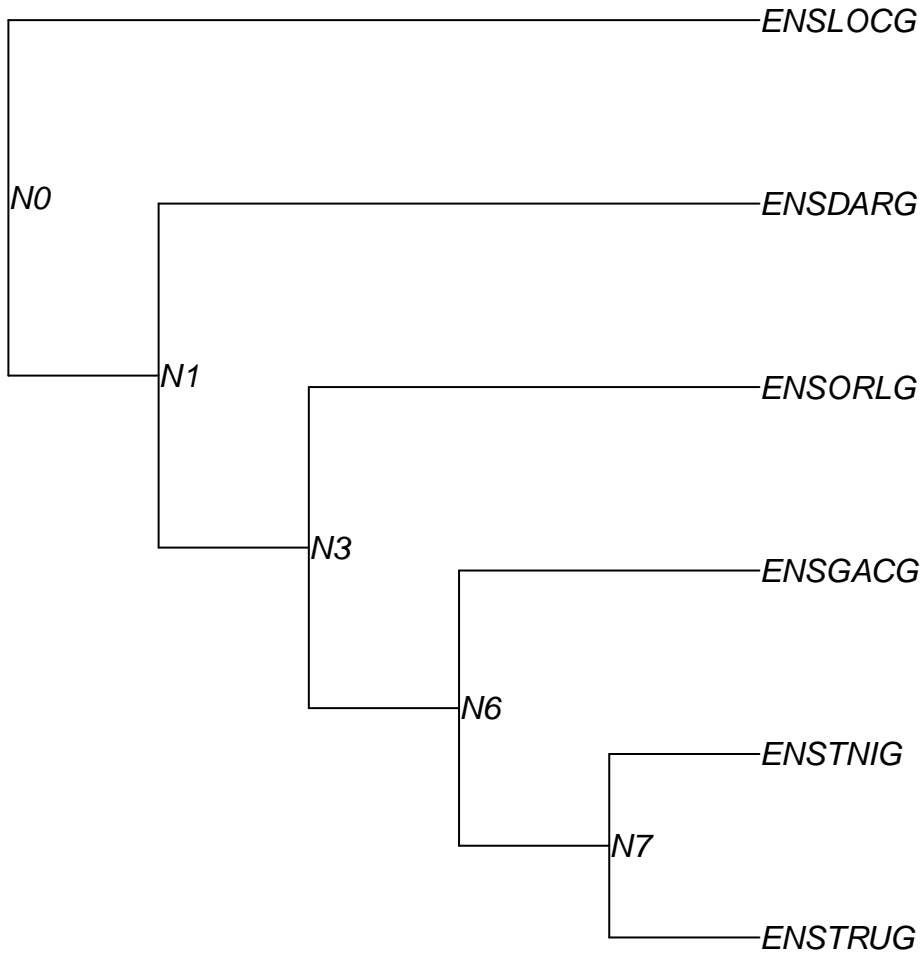 ENSLOCG
N0
ENSDARG
N1
ENSORLG
N3
ENSGACG
N6
ENSTNIG
N7
ENSTRUG